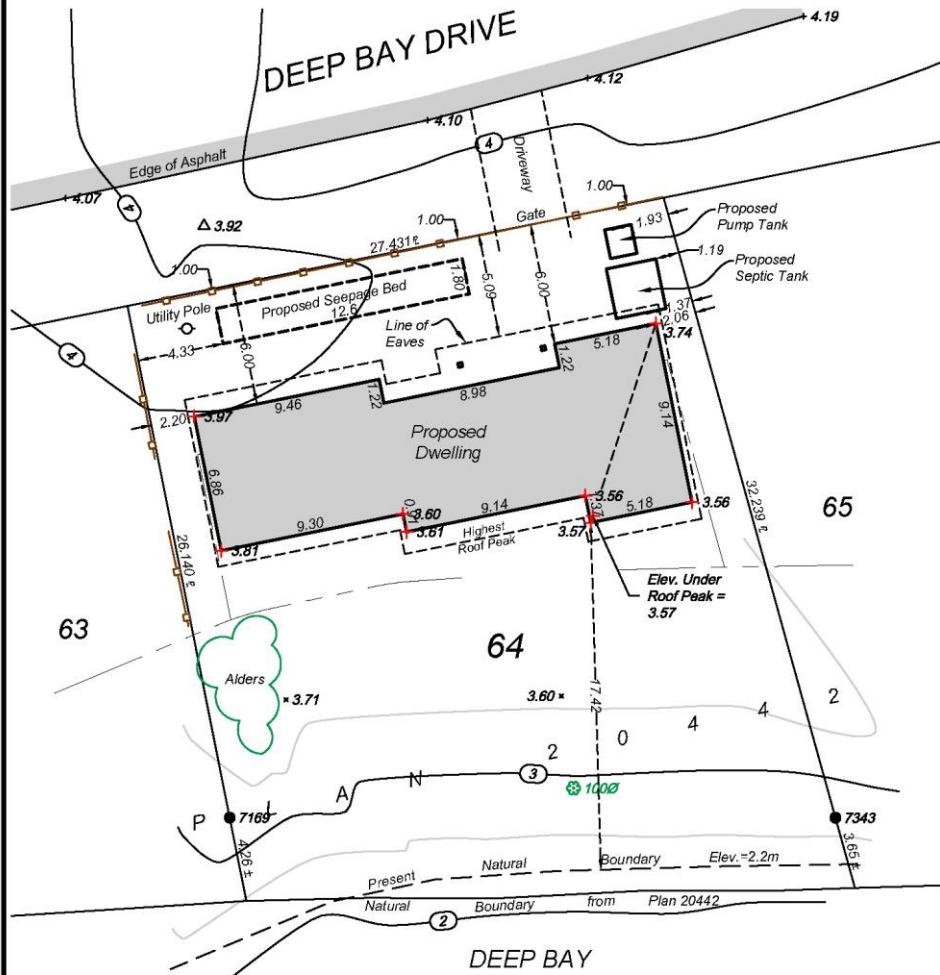 4.19
DEEP BAY DRIVE
4.12
4.10
4
Driveway
Edge of Asphalt
1.00
4.07
4
3.92
Gate
1.00
1.93
Proposed
Pump Tank
27.431 ℄
1.19
1.00
5.09
6.00
Proposed
Septic Tank
1.80
Proposed Seepage Bed
12.6
Utility Pole
Line of
Eaves
1.37
2.06
3.74
4.33
6.00
5.18
4
1.22
1.22
9.46
8.98
2.20
3.97
Proposed
Dwelling
9.14
6.86
3.56
9.14
5.18
3.56
32.239 ℄
65
3.60
9.30
3.61
Highest
Roof Peak
3.57
3.81
26.140 ℄
Elev. Under
Roof Peak =
3.57
63
64
Alders
3.71
3.60
17.42
2 0 4 4 2
3
P L A N
100Ø
7169
7343
4.26 ±
3.65 ±
Present Natural Boundary Elev.=2.2m
Natural Boundary from Plan 20442
2
DEEP BAY